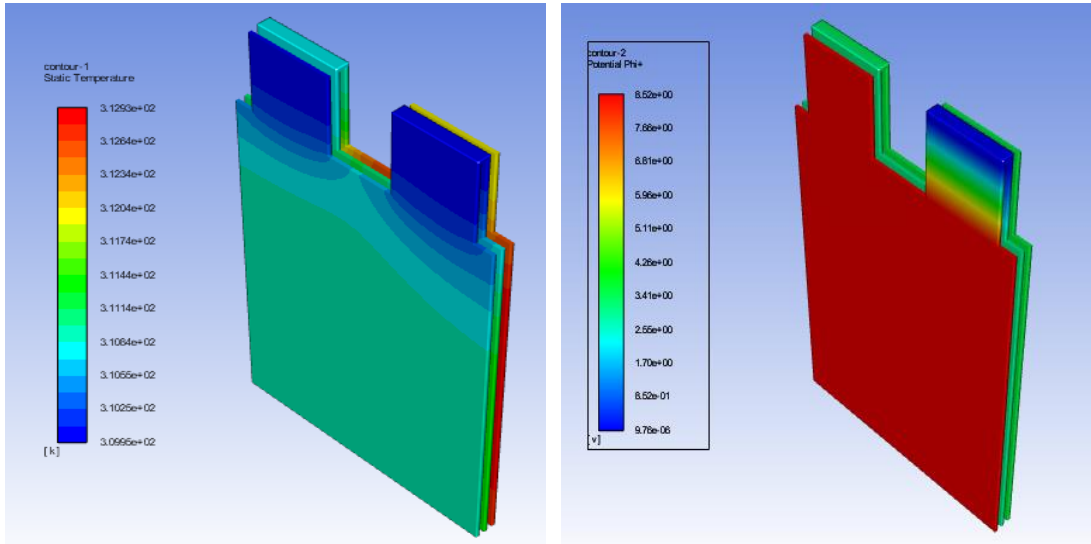 contour-1
Static Temperature
3.1293e+02
3.1264e+02
3.1234e+02
3.1204e+02
3.1174e+02
3.1144e+02
3.1114e+02
3.1084e+02
3.1055e+02
3.1025e+02
3.0995e+02
[ k ]
contour-2
Potential Phi+
8.52e+00
7.66e+00
6.81e+00
5.96e+00
5.11e+00
4.26e+00
3.41e+00
2.55e+00
1.70e+00
8.52e-01
9.76e-06
[ v ]